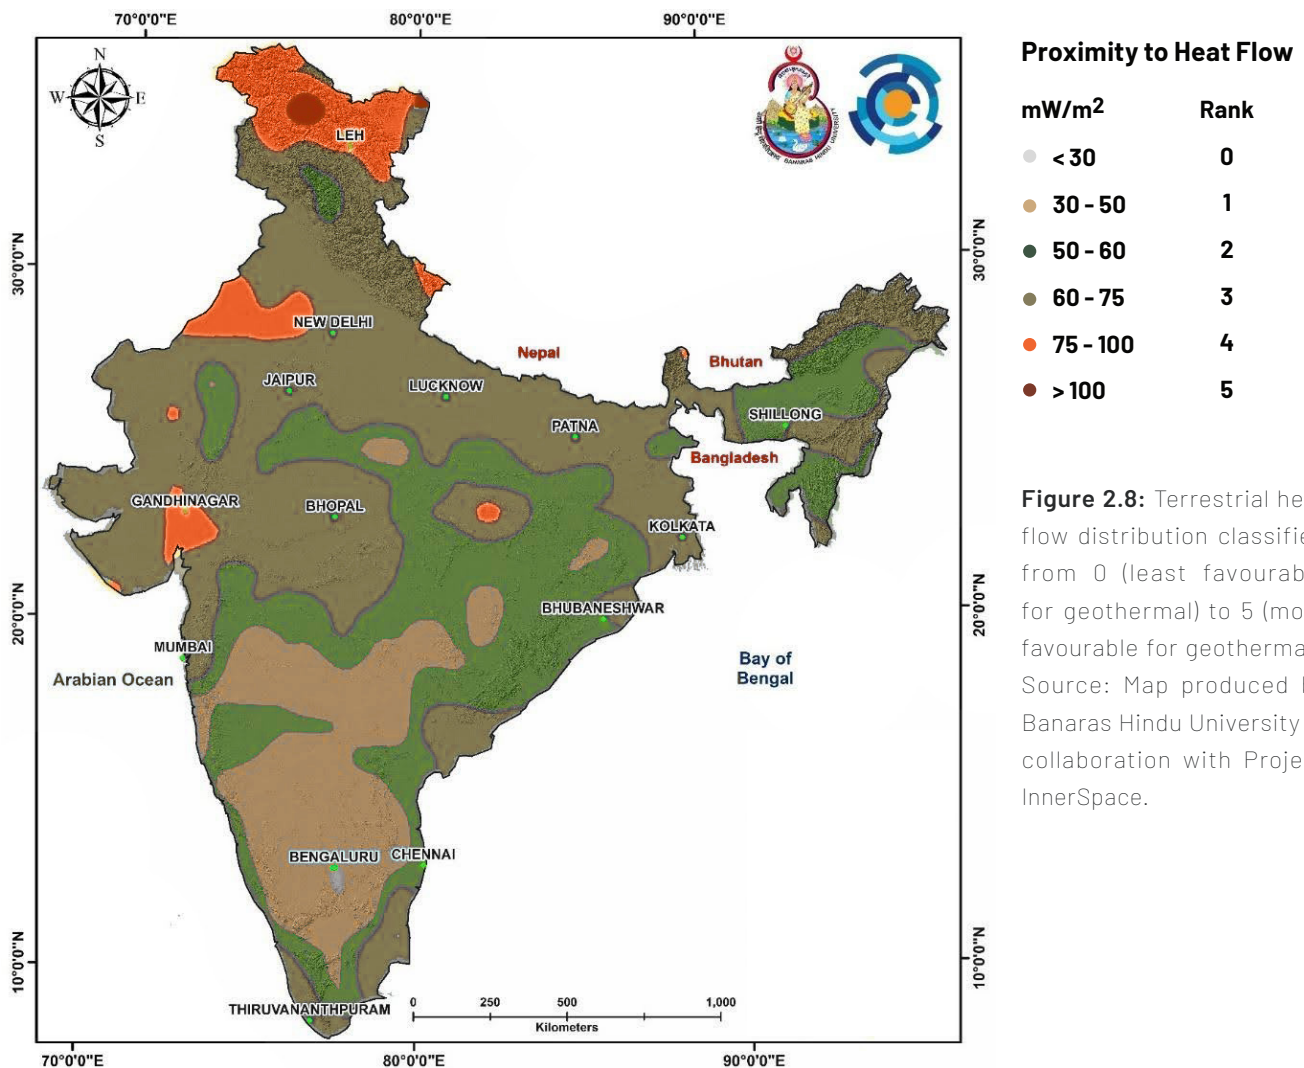 70°0'0"E 80°0'0"E 90°0'0"E
N
W E
S
30°0'0"N
20°0'0"N
10°0'0"N
LEH
NEW DELHI
Nepal
Bhutan
JAIPUR
LUCKNOW
SHILLONG
PATNA
Bangladesh
GANDHINAGAR
BHOPAL
KOLKATA
BHUBANESHWAR
MUMBAI
Arabian Ocean
Bay of
Bengal
BENGALURU
CHENNAI
THIRUVANANTHPURAM
0 250 500 1,000
Kilometers
30°0'0"N
20°0'0"N
10°0'0"N
70°0'0"E 80°0'0"E 90°0'0"E
BANARAS HINDU UNIVERSITY
Proximity to Heat Flow
mW/m2 Rank
< 30 0
30 - 50 1
50 - 60 2
60 - 75 3
75 - 100 4
> 100 5
Figure 2.8: Terrestrial he
flow distribution classifie
from 0 (least favourab
for geothermal) to 5 (mo
favourable for geotherma
Source: Map produced
Banaras Hindu University
collaboration with Proje
InnerSpace.